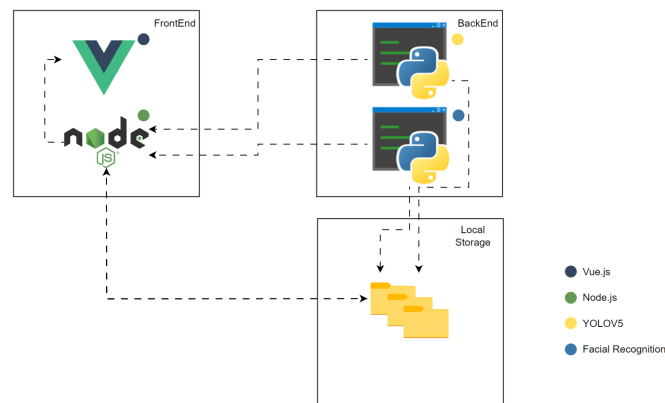 FrontEnd
BackEnd
node
JS
Local
Storage
Vue.js
Node.js
YOLOV5
Facial Recognition